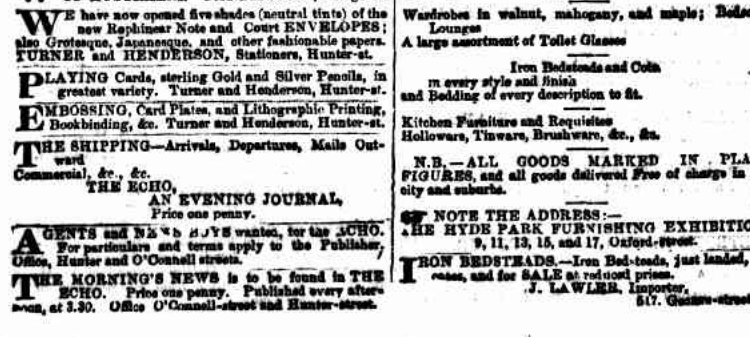 WE have now opened five shades (neutral tints) of the
new Rephinear Note and Court ENVELOPES;
also Grotesque, Japanesque, and other fashionable papers.
TURNER and HENDERSON, Stationers, Hunter-st.
PLAYING Cards, sterling Gold and Silver Pencils, in
greatest variety. Turner and Henderson, Hunter-st.
EMBOSSING, Card Plates, and Lithographic Printing,
Bookbinding, &c. Turner and Henderson, Hunter-st.
THE SHIPPING—Arrivals, Departures, Mails Out-
ward
Commercial, &c., &c.
THE ECHO,
AN EVENING JOURNAL,
Price one penny.
AGENTS and NEWS BOYS wanted, for the ECHO.
For particulars and terms apply to the Publisher,
Office, Hunter and O'Connell streets.
THE MORNING'S NEWS is to be found in THE
ECHO. Price one penny. Published every after-
noon, at 3.30. Office O'Connell-street and Hunter-street.
Wardrobes in walnut, mahogany, and maple;
Lounges
A large assortment of Toilet Glasses
Iron Bedsteads and Cots
in every style and finish
and Bedding of every description to fit.
Kitchen Furniture and Requisites
Holloware, Tinware, Brushware, &c., &c.
N.B.—ALL GOODS MARKED IN PLA
FIGURES, and all goods delivered Free of charge in
city and suburbs.
NOTE THE ADDRESS:—
THE HYDE PARK FURNISHING EXHIBITIO
9, 11, 13, 15, and 17, Oxford-street.
IRON BEDSTEADS.—Iron Bedsteads, just landed,
cases, and for SALE at reduced prices.
J. LAWLER, Importer,
517, George-street